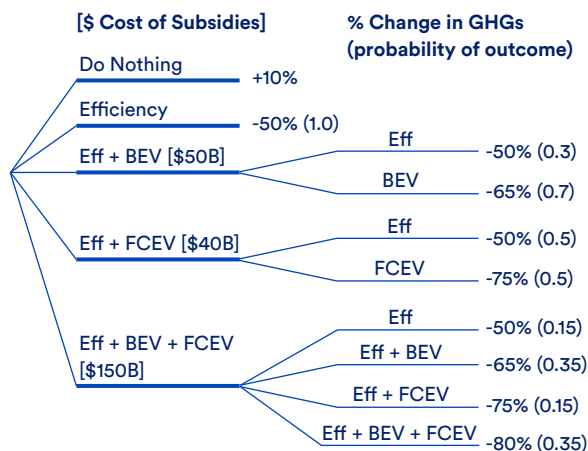 [$ Cost of Subsidies]
% Change in GHGs
(probability of outcome)
Do Nothing
+10%
Efficiency
-50% (1.0)
Eff + BEV [$50B]
Eff
-50% (0.3)
BEV
-65% (0.7)
Eff + FCEV [$40B]
Eff
-50% (0.5)
FCEV
-75% (0.5)
Eff + BEV + FCEV
[$150B]
Eff
-50% (0.15)
Eff + BEV
-65% (0.35)
Eff + FCEV
-75% (0.15)
Eff + BEV + FCEV
-80% (0.35)